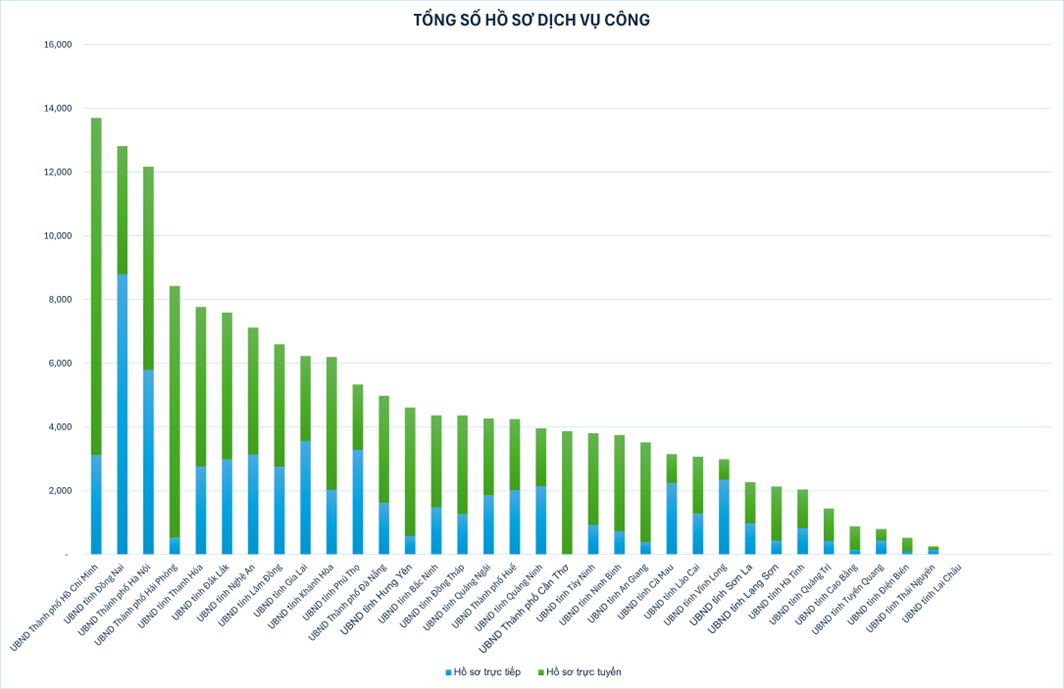 TỔNG SỐ HỒ SƠ DỊCH VỤ CÔNG
16,000
14,000
12,000
10,000
8,000
6,000
4,000
2,000
-
UBND Thành phố Hồ Chí Minh
UBND tỉnh Đồng Nai
UBND Thành phố Hà Nội
UBND Thành phố Hải Phòng
UBND tỉnh Thanh Hóa
UBND tỉnh Đắk Lắk
UBND tỉnh Nghệ An
UBND tỉnh Lâm Đồng
UBND tỉnh Gia Lai
UBND tỉnh Khánh Hòa
UBND tỉnh Phú Thọ
UBND Thành phố Đà Nẵng
UBND tỉnh Hưng Yên
UBND tỉnh Bắc Ninh
UBND tỉnh Đồng Tháp
UBND tỉnh Quảng Ngãi
UBND Thành phố Huế
UBND tỉnh Quảng Ninh
UBND Thành phố Cần Thơ
UBND tỉnh Tây Ninh
UBND tỉnh Ninh Bình
UBND tỉnh An Giang
UBND tỉnh Cà Mau
UBND tỉnh Lào Cai
UBND tỉnh Vĩnh Long
UBND tỉnh Sơn La
UBND tỉnh Lạng Sơn
UBND tỉnh Hà Tĩnh
UBND tỉnh Quảng Trị
UBND tỉnh Cao Bằng
UBND tỉnh Tuyên Quang
UBND tỉnh Điện Biên
UBND tỉnh Thái Nguyên
UBND tỉnh Lai Châu
Hồ sơ trực tiếp
Hồ sơ trực tuyến